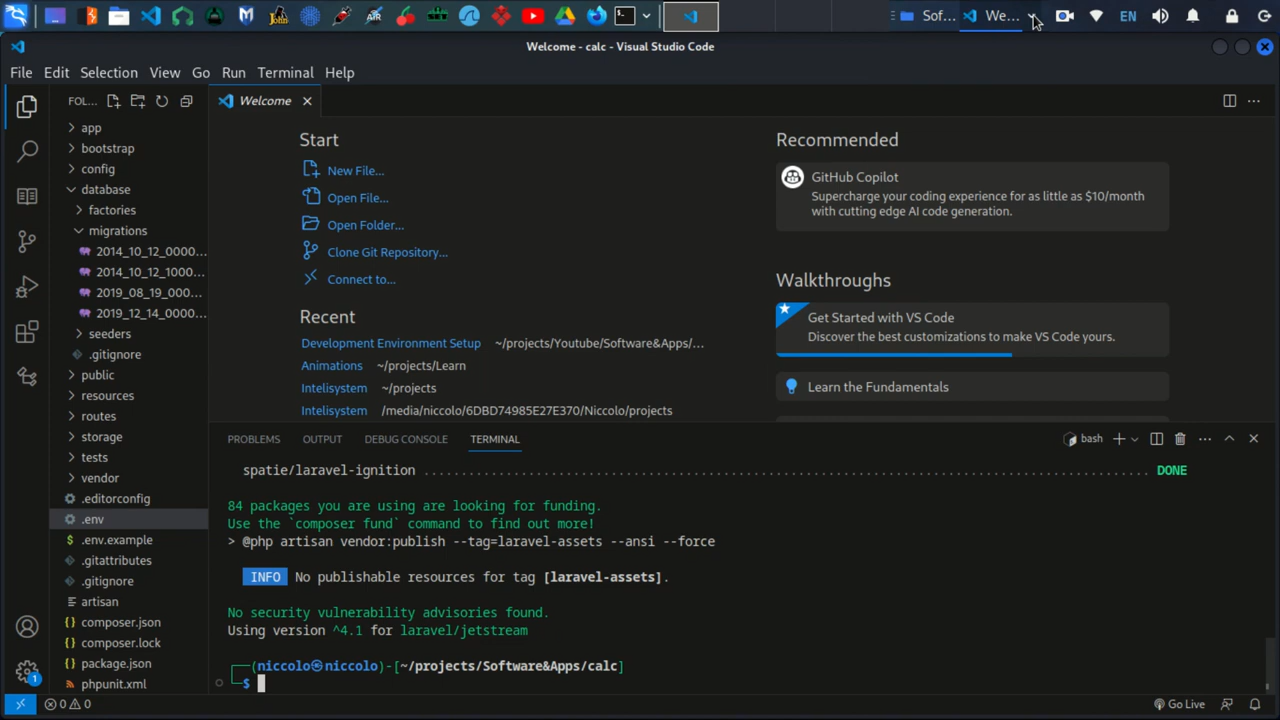 Sof...
We...
EN
Welcome - calc - Visual Studio Code
File Edit Selection View Go Run Terminal Help
FOL...
Welcome
app
bootstrap
config
database
factories
migrations
2014_10_12_0000...
2014_10_12_1000...
2019_08_19_000...
2019_12_14_0000...
seeders
.gitignore
public
resources
routes
storage
tests
vendor
.editorconfig
.env
.env.example
.gitattributes
.gitignore
artisan
composer.json
composer.lock
package.json
phpunit.xml
Start
New File...
Open File...
Open Folder...
Clone Git Repository...
Connect to...
Recent
Development Environment Setup ~/projects/Youtube/Software&Apps/...
Animations ~/projects/Learn
Intelisystem ~/projects
Intelisystem /media/niccolo/6DBD74985E27E370/Niccolo/projects
Recommended
GitHub Copilot
Supercharge your coding experience for as little as $10/month
with cutting edge AI code generation.
Walkthroughs
Get Started with VS Code
Discover the best customizations to make VS Code yours.
Learn the Fundamentals
PROBLEMS OUTPUT DEBUG CONSOLE TERMINAL
bash
spatie/laravel-ignition ........................................................................................... DONE
84 packages you are using are looking for funding.
Use the `composer fund` command to find out more!
> @php artisan vendor:publish --tag=laravel-assets --ansi --force
INFO No publishable resources for tag [laravel-assets].
No security vulnerability advisories found.
Using version ^4.1 for laravel/jetstream
┌──(niccolo㉿niccolo)-[~/projects/Software&Apps/calc]
└─$
1
0 0
Go Live